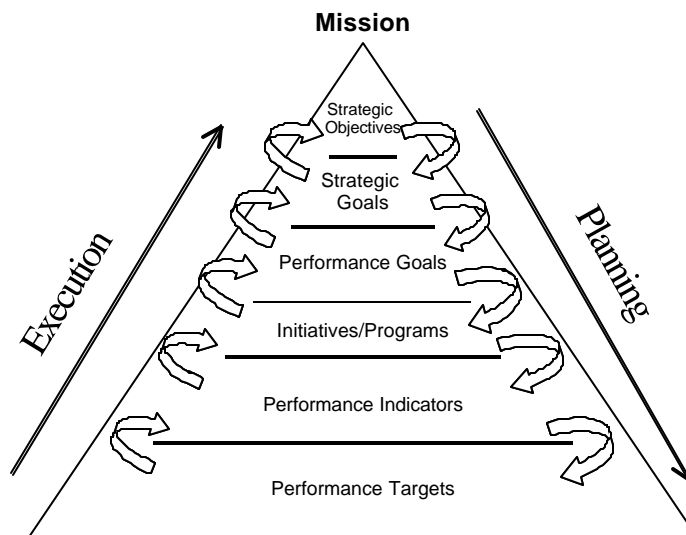 Mission
Strategic
Objectives
Strategic
Goals
Performance Goals
Initiatives/Programs
Performance Indicators
Performance Targets
Execution
Planning